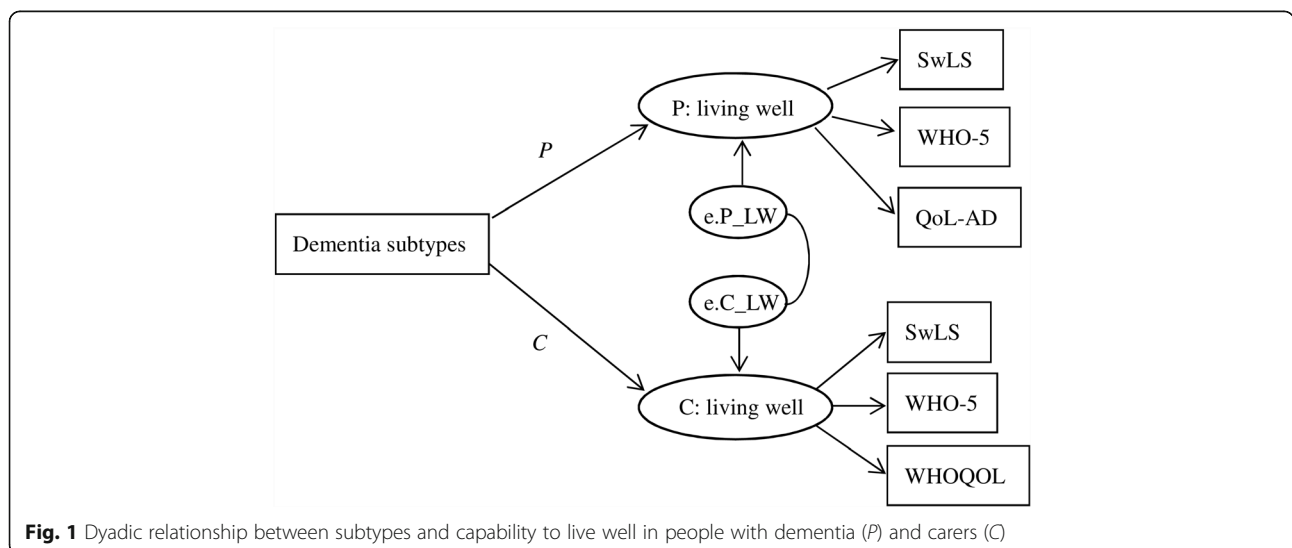 SwLS
P: living well
WHO-5
P
QoL-AD
e.P_LW
Dementia subtypes
e.C_LW
SwLS
C
C: living well
WHO-5
WHOQOL
Fig. 1 Dyadic relationship between subtypes and capability to live well in people with dementia (P) and carers (C)